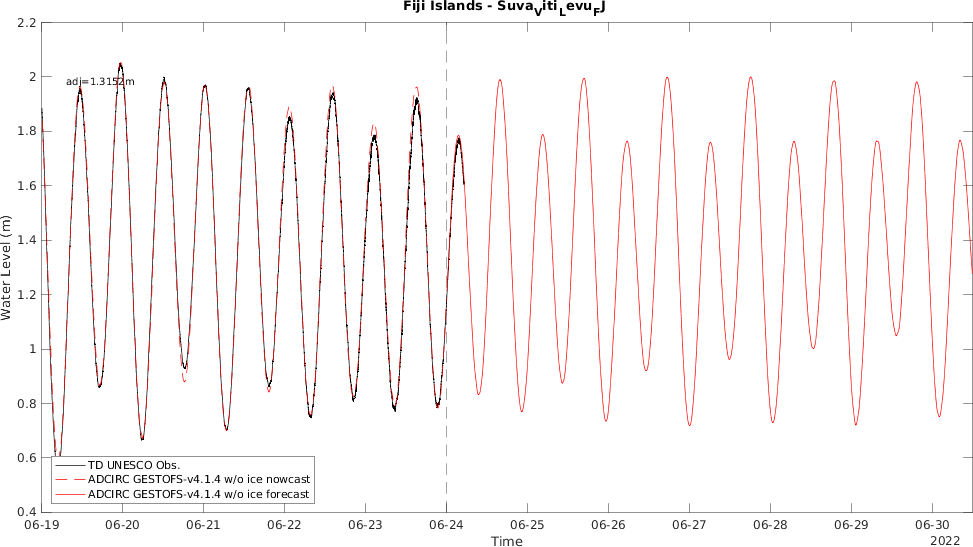 Fiji Islands - SuvaVitiLevuFJ
2.2
2
1.8
1.6
1.4
1.2
1
0.8
0.6
0.4
Water Level (m)
adj=1.3152m
TD UNESCO Obs.
ADCIRC GESTOFS-v4.1.4 w/o ice nowcast
ADCIRC GESTOFS-v4.1.4 w/o ice forecast
06-19 06-20 06-21 06-22 06-23 06-24 06-25 06-26 06-27 06-28 06-29 06-30
Time
2022